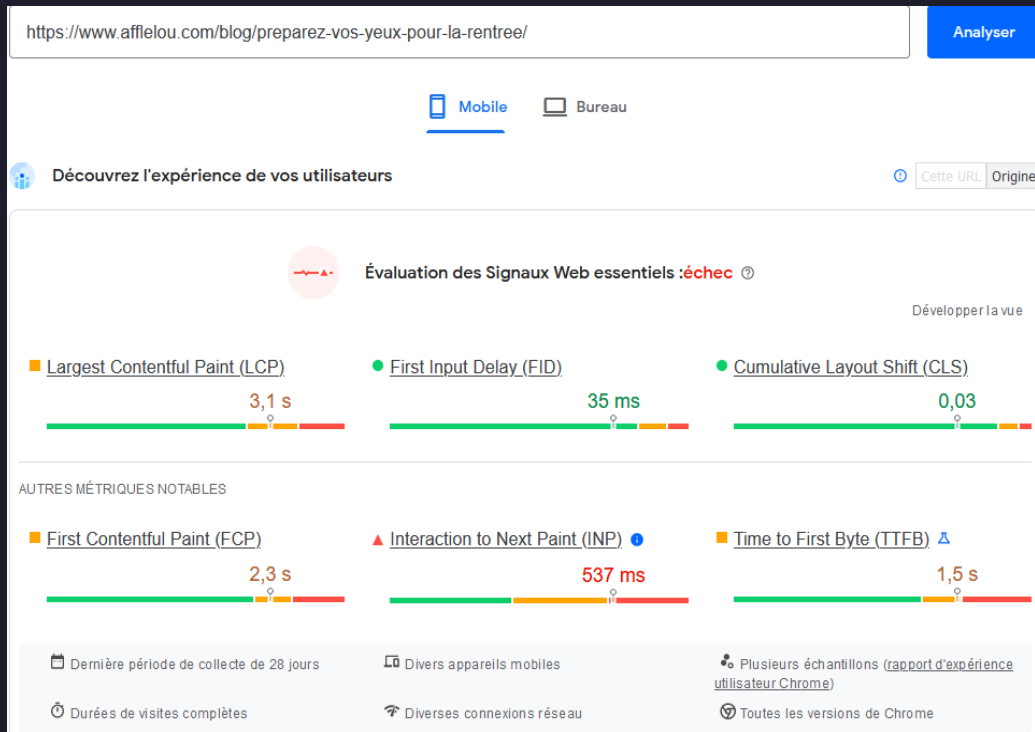 https://www.afflelou.com/blog/preparez-vos-yeux-pour-la-rentree/
Analyser
Mobile
Bureau
Découvrez l'expérience de vos utilisateurs
Cette URL
Origine
Évaluation des Signaux Web essentiels :échec
Développer la vue
Largest Contentful Paint (LCP)
3,1 s
First Input Delay (FID)
35 ms
Cumulative Layout Shift (CLS)
0,03
AUTRES MÉTRIQUES NOTABLES
First Contentful Paint (FCP)
2,3 s
Interaction to Next Paint (INP)
537 ms
Time to First Byte (TTFB)
1,5 s
Dernière période de collecte de 28 jours
Divers appareils mobiles
Plusieurs échantillons (rapport d'expérience
utilisateur Chrome)
Durées de visites complètes
Diverses connexions réseau
Toutes les versions de Chrome